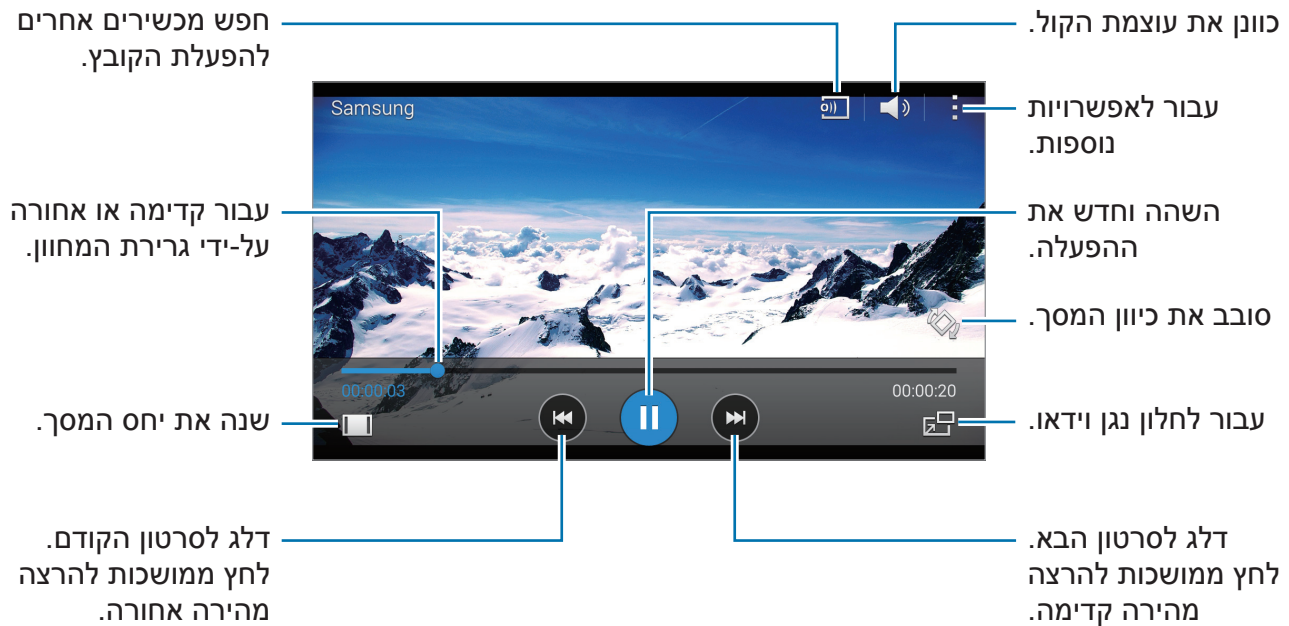 כוונן את עוצמת הקול.
חפש מכשירים אחרים
להפעלת הקובץ.
Samsung
עבור לאפשרויות
נוספות.
השהה וחדש את
ההפעלה.
עבור קדימה או אחורה
על-ידי גרירת המחוון.
סובב את כיוון המסך.
00:00:03
00:00:20
עבור לחלון נגן וידאו.
שנה את יחס המסך.
דלג לסרטון הבא.
לחץ ממושכות להרצה
מהירה קדימה.
דלג לסרטון הקודם.
לחץ ממושכות להרצה
מהירה אחורה.